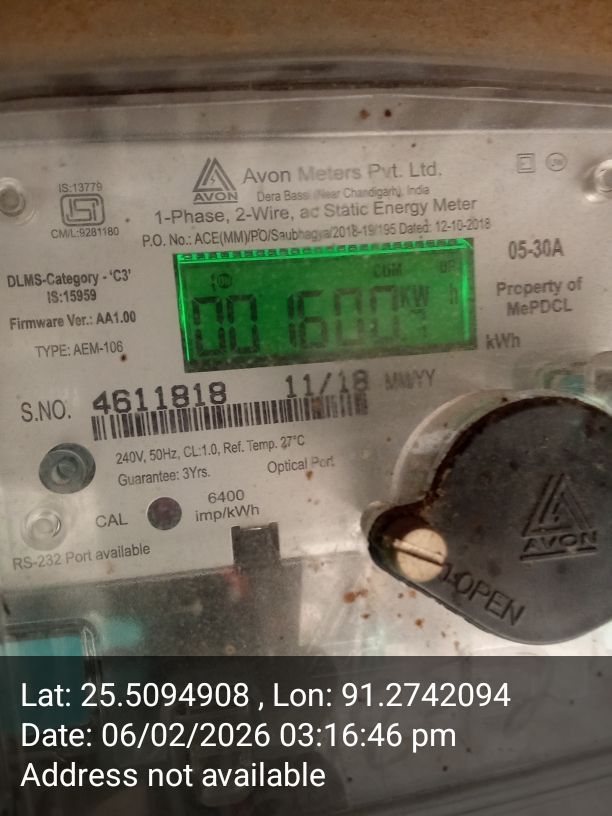 IS:13779
ISI
CM/L:9281180
AVON
Avon Meters Pvt. Ltd.
Dera Bassi (Near Chandigarh), India
1-Phase, 2-Wire, ac Static Energy Meter
P.O. No.: ACE(MM)/PO/Saubhagya/2018-19/195 Dated: 12-10-2018
DLMS-Category - 'C3'
IS:15959
Firmware Ver.: AA1.00
TYPE: AEM-106
CUM
KW h
05-30A
Property of
MePDCL
kWh
S.NO. 4611818 11/18 MM/YY
240V, 50Hz, CL:1.0, Ref. Temp. 27°C
Guarantee: 3Yrs.
Optical Port
CAL
6400
imp/kWh
RS-232 Port available
AVON
OPEN
Lat: 25.5094908 , Lon: 91.2742094
Date: 06/02/2026 03:16:46 pm
Address not available